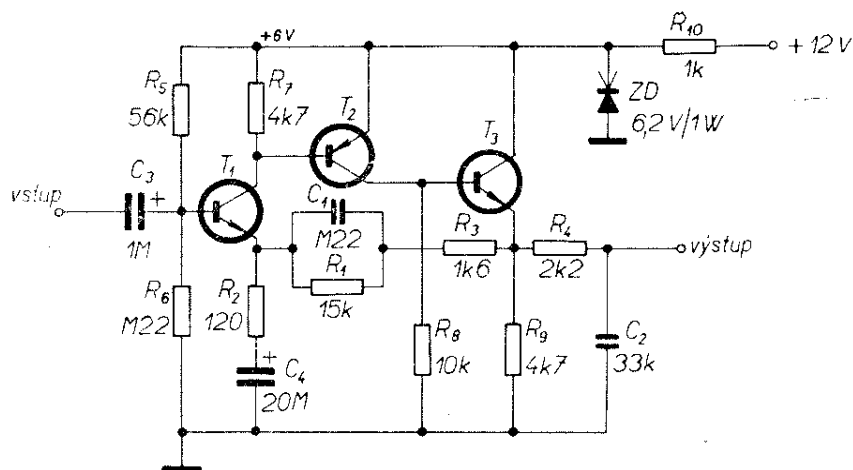 +6V
R10
1k
+12V
R5
56k
R7
4k7
T2
ZD
6,2V/1W
T3
C3
+
vstup
1M
T1
C1
M22
R3
1k6
R4
2k2
výstup
R1
15k
R6
M22
R2
120
R8
10k
R9
4k7
C2
33k
+
C4
20M